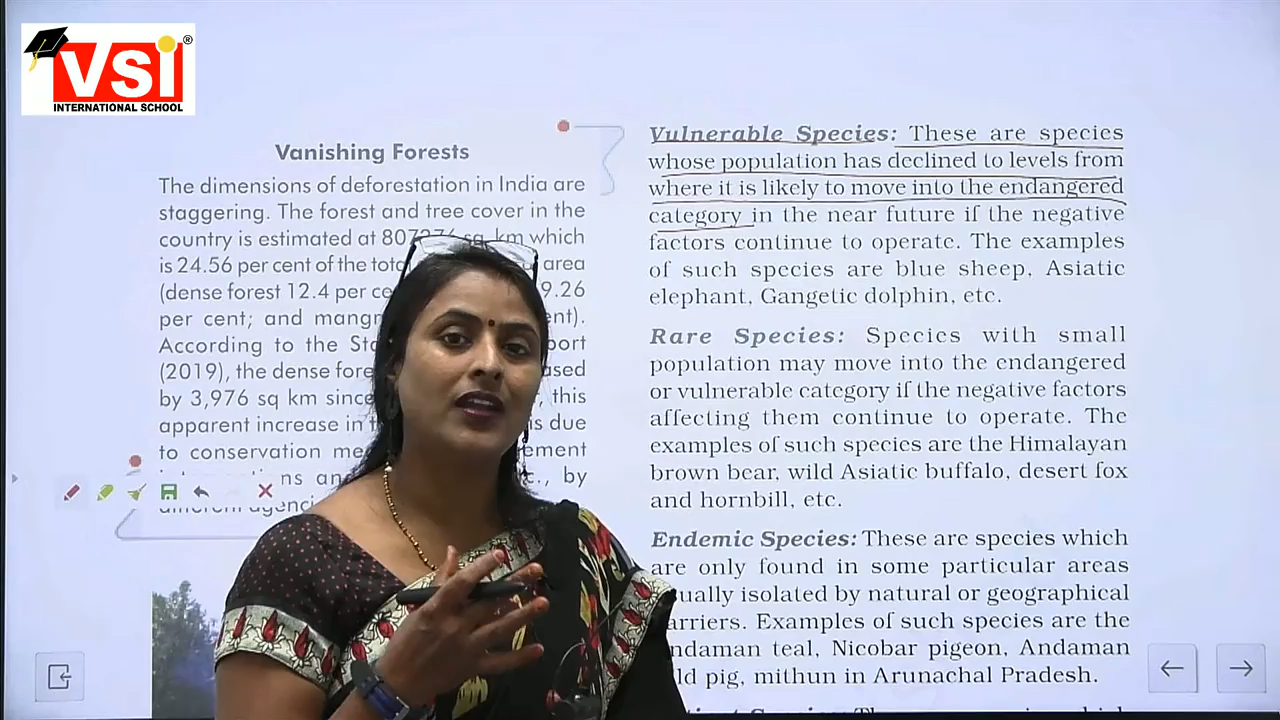 VSi
®
INTERNATIONAL SCHOOL
Vanishing Forests
The dimensions of deforestation in India are
staggering. The forest and tree cover in the
country is estimated at sq. km which
is 24.56 per cent of the area
(dense forest 12.4 per 9.26
per cent; and
According to the
(2019), the dense
by 3,976 sq km this
apparent increase in is due
to conservation
by
Vulnerable Species: These are species
whose population has declined to levels from
where it is likely to move into the endangered
category in the near future if the negative
factors continue to operate. The examples
of such species are blue sheep, Asiatic
elephant, Gangetic dolphin, etc.
Rare Species: Species with small
population may move into the endangered
or vulnerable category if the negative factors
affecting them continue to operate. The
examples of such species are the Himalayan
brown bear, wild Asiatic buffalo, desert fox
and hornbill, etc.
Endemic Species: These are species which
are only found in some particular areas
isolated by natural or geographical
Examples of such species are the
teal, Nicobar pigeon, Andaman
pig, mithun in Arunachal Pradesh.